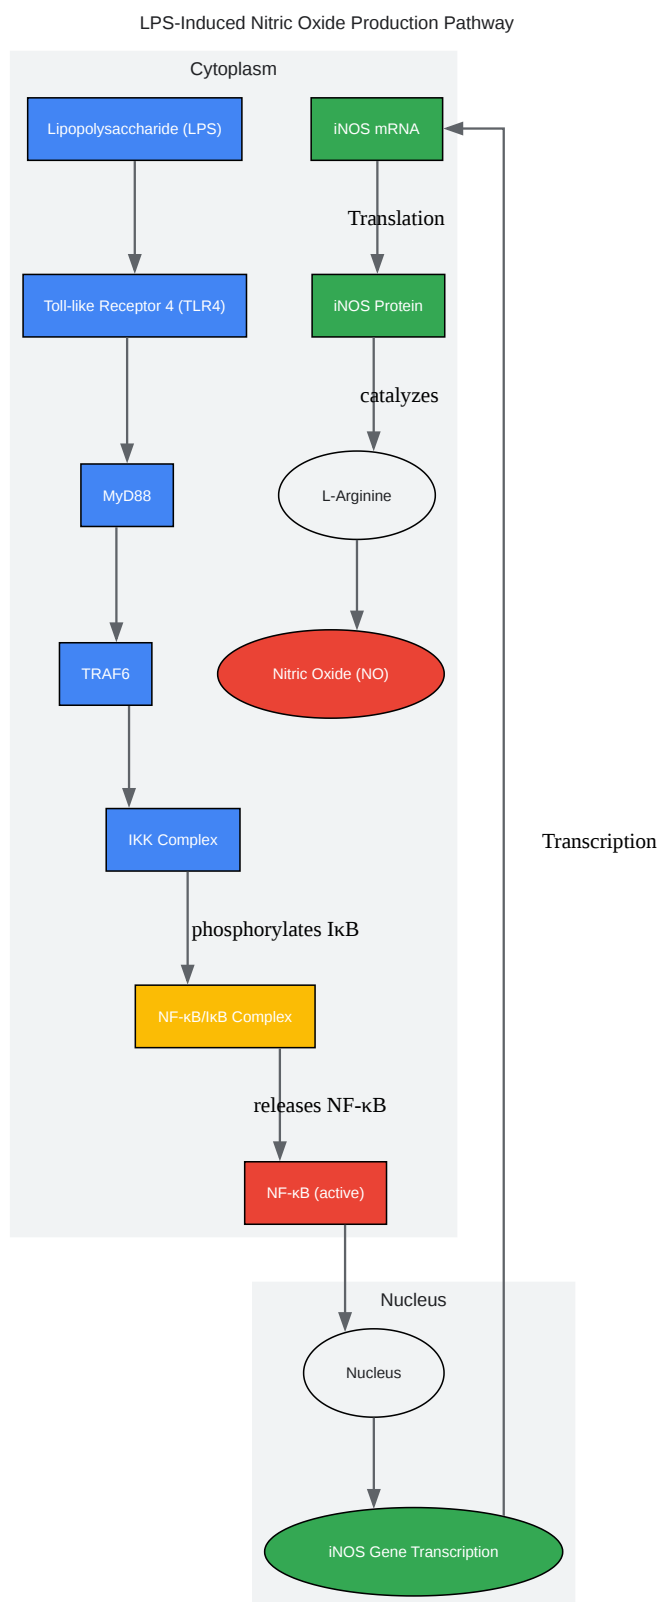 LPS-Induced Nitric Oxide Production Pathway
Cytoplasm
Lipopolysaccharide (LPS)
iNOS mRNA
Translation
Toll-like Receptor 4 (TLR4)
iNOS Protein
catalyzes
MyD88
L-Arginine
TRAF6
Nitric Oxide (NO)
IKK Complex
Transcription
phosphorylates IκB
NF-κB/IκB Complex
releases NF-κB
NF-κB (active)
Nucleus
Nucleus
iNOS Gene Transcription